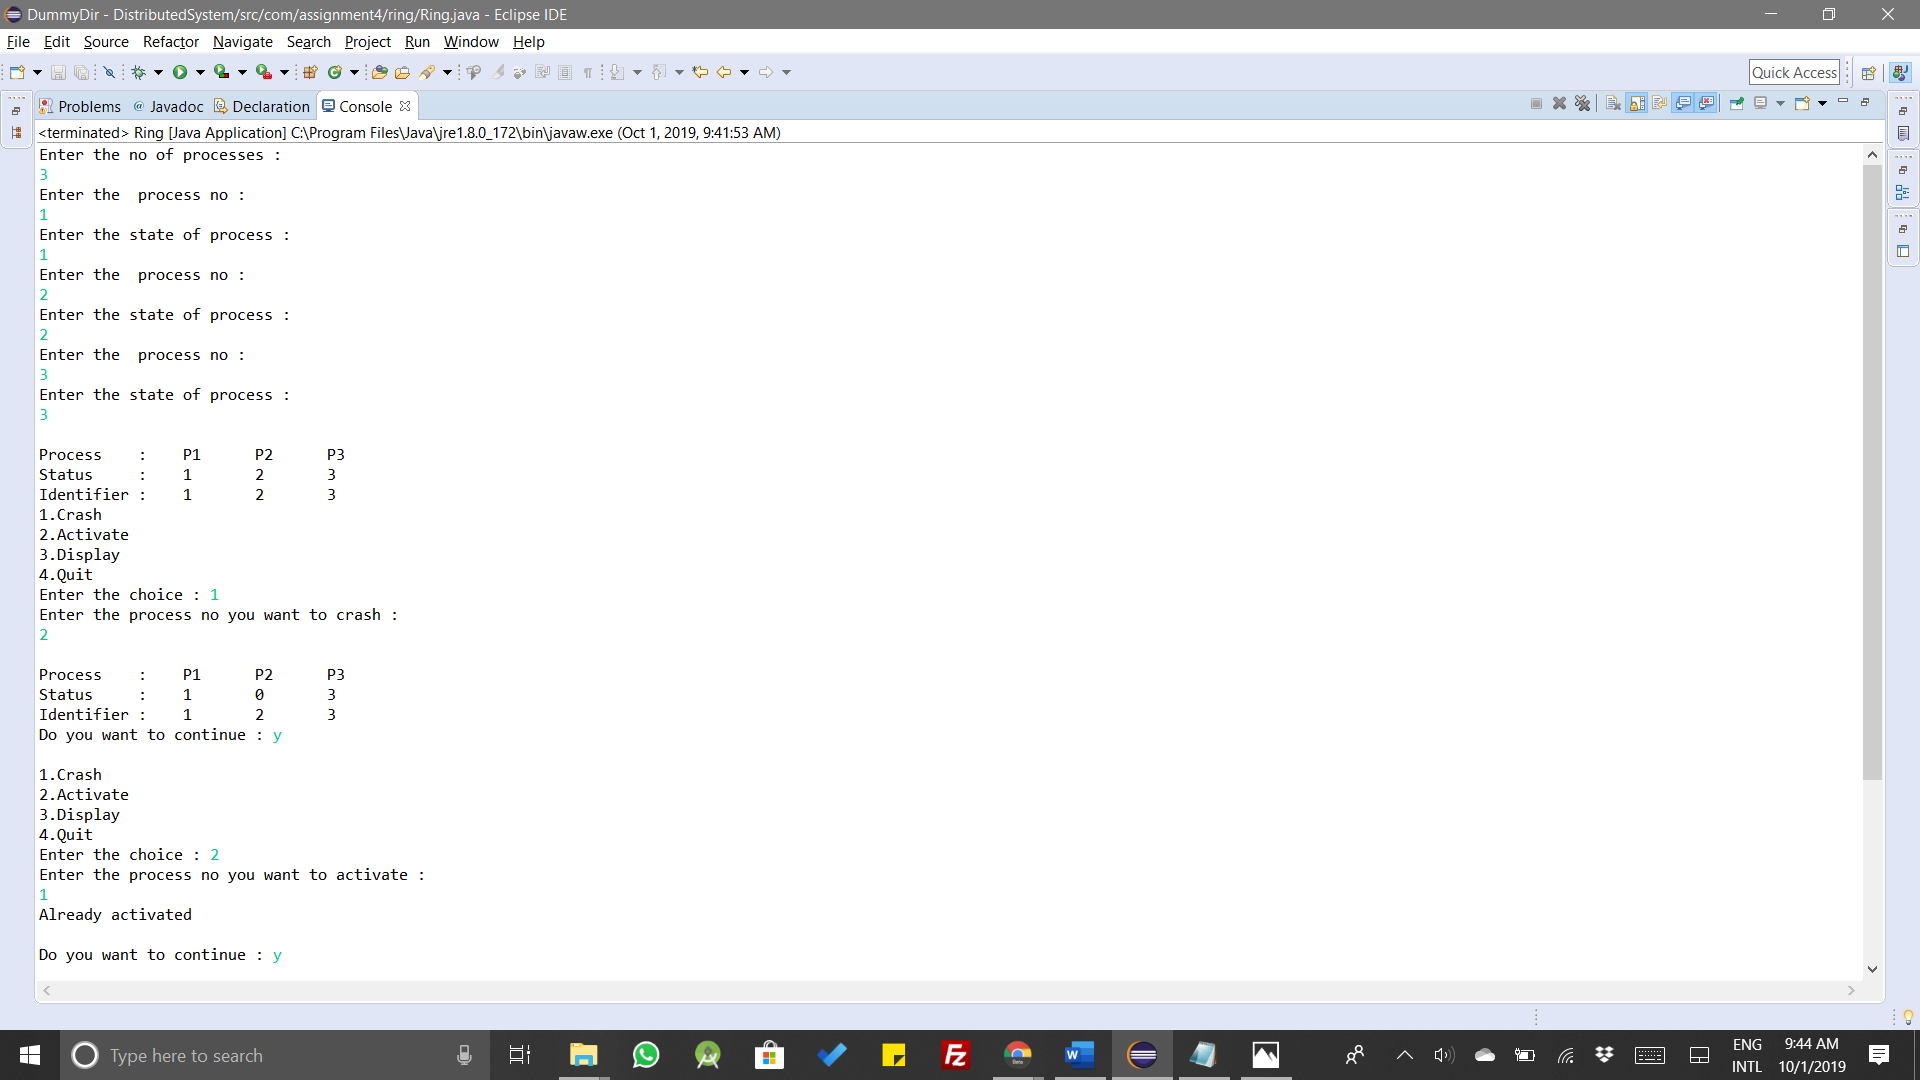 DummyDir - DistributedSystem/src/com/assignment4/ring/Ring.java - Eclipse IDE
File Edit Source Refactor Navigate Search Project Run Window Help
Quick Access
Problems @ Javadoc Declaration Console
<terminated> Ring [Java Application] C:\Program Files\Java\jre1.8.0_172\bin\javaw.exe (Oct 1, 2019, 9:41:53 AM)
Enter the no of processes :
3
Enter the  process no :
1
Enter the state of process :
1
Enter the  process no :
2
Enter the state of process :
2
Enter the  process no :
3
Enter the state of process :
3
Process    :    P1      P2      P3
Status     :    1       2       3
Identifier :    1       2       3
1.Crash
2.Activate
3.Display
4.Quit
Enter the choice : 1
Enter the process no you want to crash :
2
Process    :    P1      P2      P3
Status     :    1       0       3
Identifier :    1       2       3
Do you want to continue : y
1.Crash
2.Activate
3.Display
4.Quit
Enter the choice : 2
Enter the process no you want to activate :
1
Already activated
Do you want to continue : y
Type here to search
ENG 9:44 AM
INTL 10/1/2019